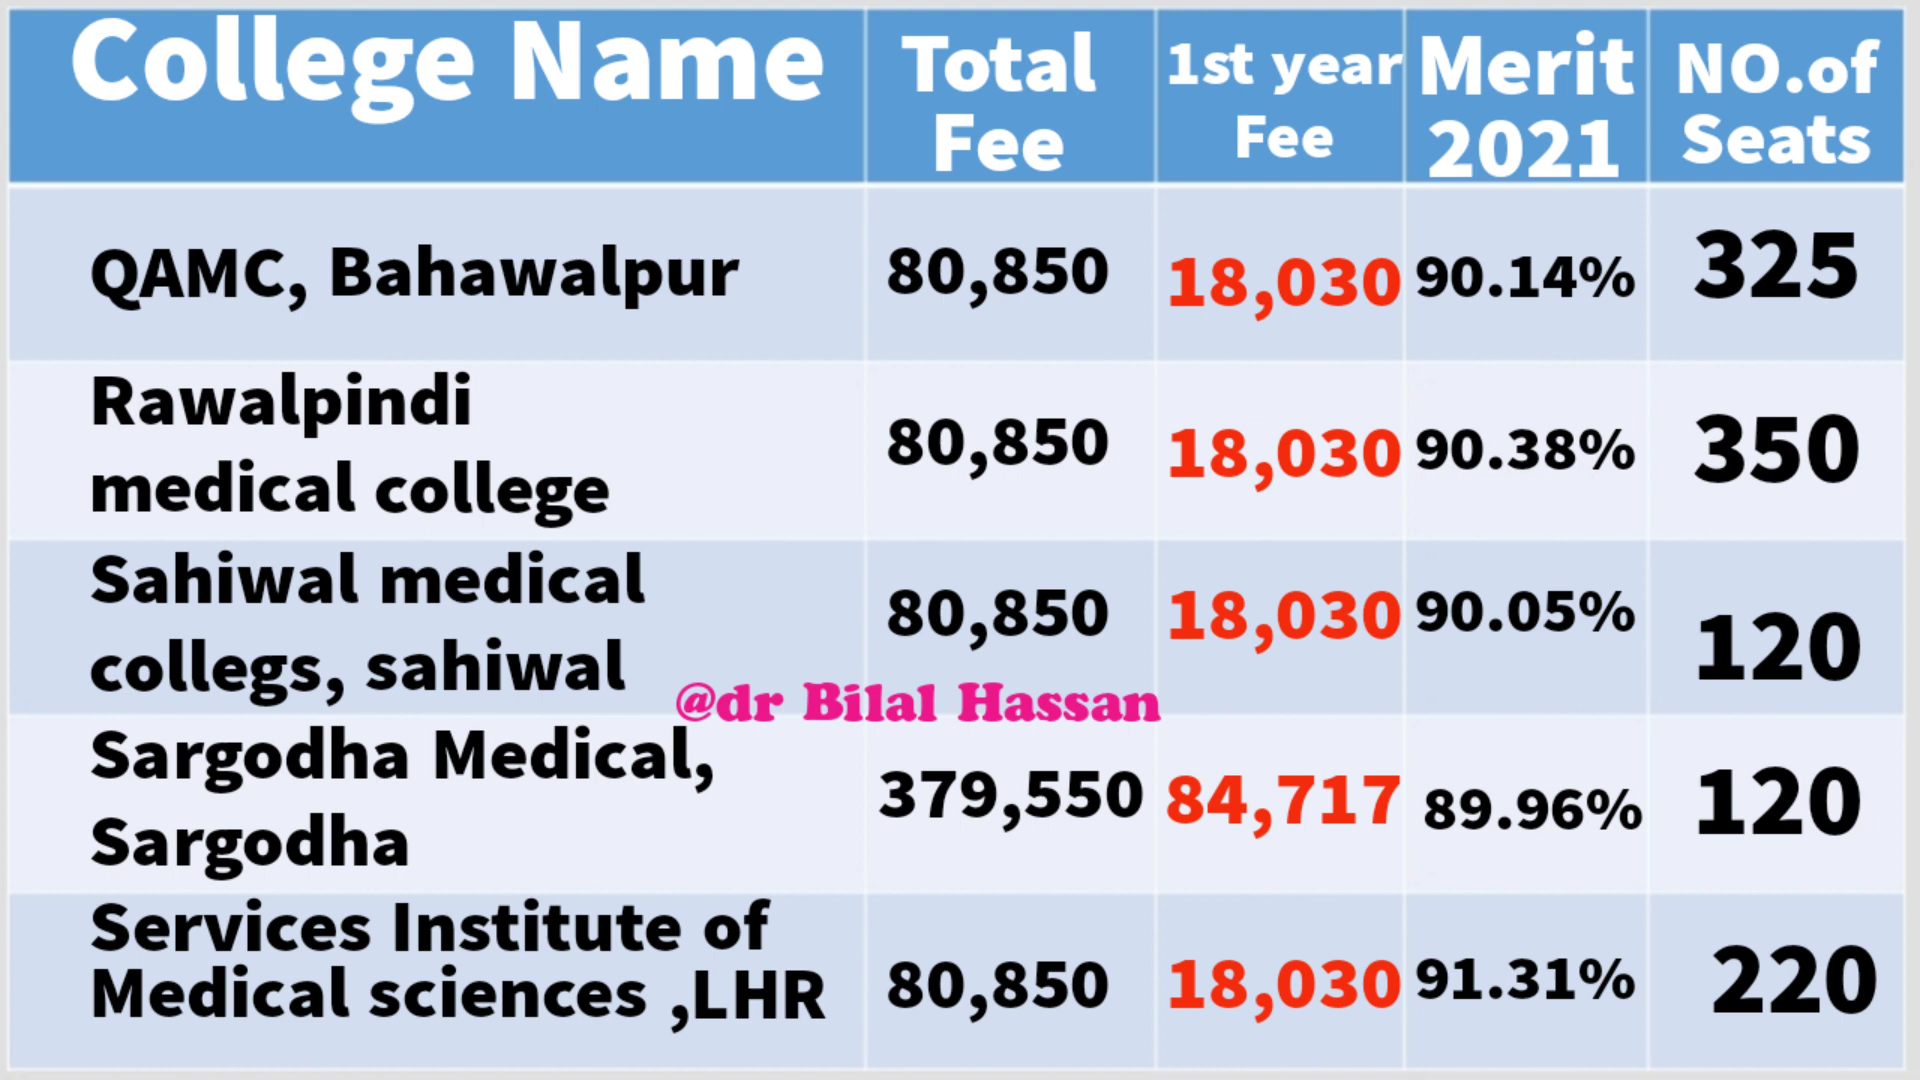 College Name Total Fee 1st year Fee Merit 2021 NO.of Seats
QAMC, Bahawalpur 80,850 18,030 90.14% 325
Rawalpindi
medical college 80,850 18,030 90.38% 350
Sahiwal medical
collegs, sahiwal 80,850 18,030 90.05% 120
@dr Bilal Hassan
Sargodha Medical,
Sargodha 379,550 84,717 89.96% 120
Services Institute of
Medical sciences ,LHR 80,850 18,030 91.31% 220